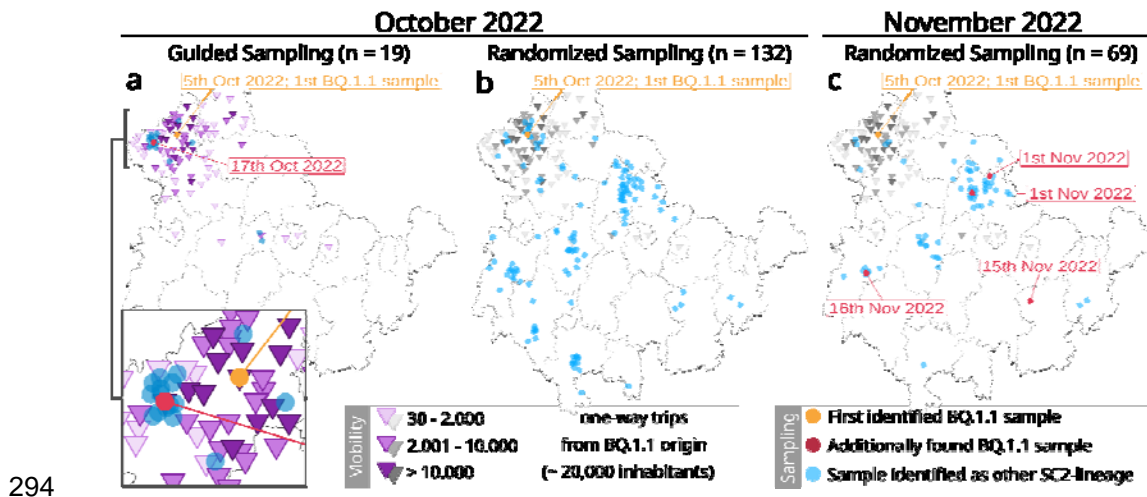 October 2022
November 2022
Guided Sampling (n = 19)
Randomized Sampling (n = 132)
Randomized Sampling (n = 69)
a
5th Oct 2022; 1st BQ.1.1 sample
b
5th Oct 2022; 1st BQ.1.1 sample
c
5th Oct 2022; 1st BQ.1.1 sample
17th Oct 2022
1st Nov 2022
1st Nov 2022
15th Nov 2022
16th Nov 2022
Mobility
30 - 2.000
2.001 - 10.000
> 10.000
one-way trips
from BQ.1.1 origin
(~ 20,000 inhabitants)
Sampling
First identified BQ.1.1 sample
Additionally found BQ.1.1 sample
Sample identified as other SC2-lineage
294